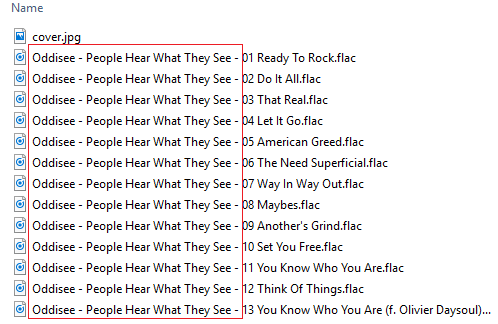 Name
cover.jpg
Oddisee - People Hear What They See - 01 Ready To Rock.flac
Oddisee - People Hear What They See - 02 Do It All.flac
Oddisee - People Hear What They See - 03 That Real.flac
Oddisee - People Hear What They See - 04 Let It Go.flac
Oddisee - People Hear What They See - 05 American Greed.flac
Oddisee - People Hear What They See - 06 The Need Superficial.flac
Oddisee - People Hear What They See - 07 Way In Way Out.flac
Oddisee - People Hear What They See - 08 Maybes.flac
Oddisee - People Hear What They See - 09 Another's Grind.flac
Oddisee - People Hear What They See - 10 Set You Free.flac
Oddisee - People Hear What They See - 11 You Know Who You Are.flac
Oddisee - People Hear What They See - 12 Think Of Things.flac
Oddisee - People Hear What They See - 13 You Know Who You Are (f. Olivier Daysoul)...